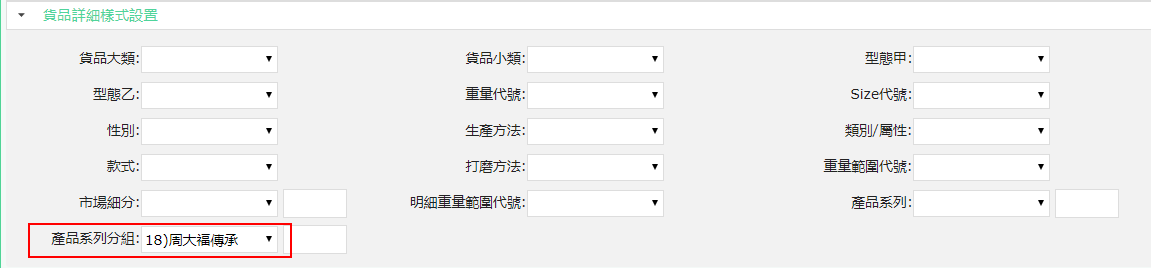 貨品詳細樣式設置
貨品大類: 貨品小類: 型態甲:
型態乙: 重量代號: Size代號:
性別: 生產方法: 類別/屬性:
款式: 打磨方法: 重量範圍代號:
市場細分: 明細重量範圍代號: 產品系列:
產品系列分組: 18)周大福傳承